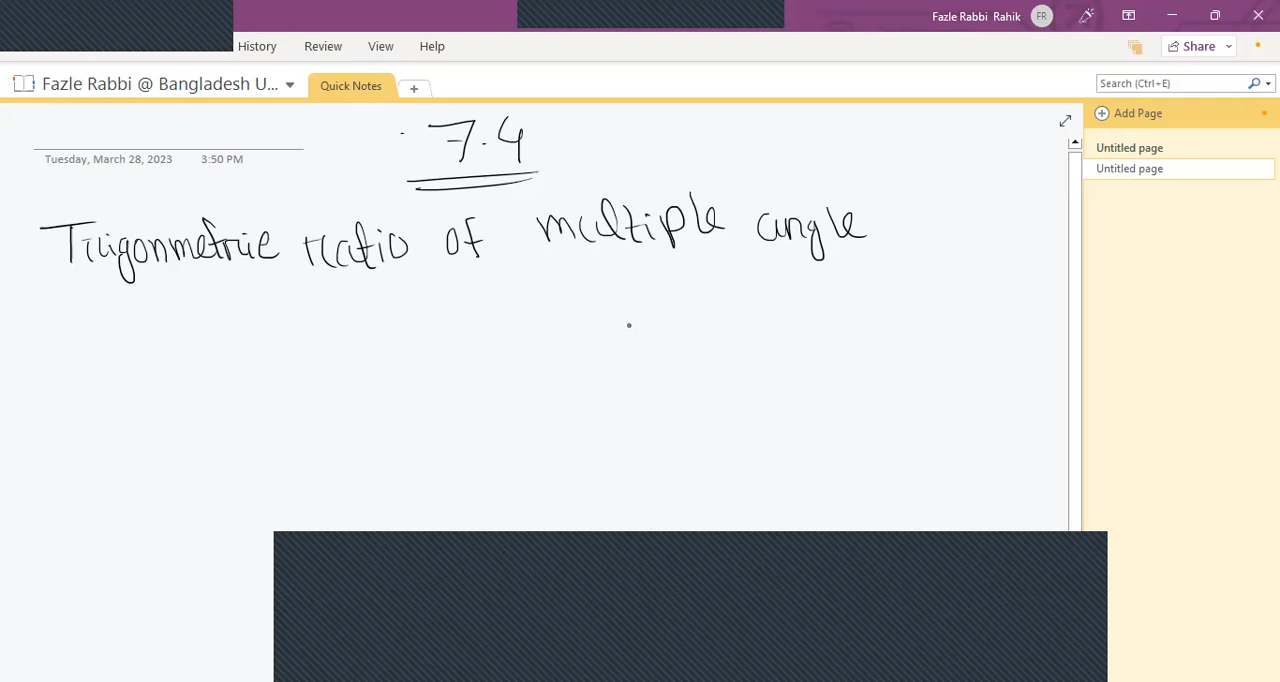 Fazle Rabbi Rahik FR
History Review View Help Share
Fazle Rabbi @ Bangladesh U... Quick Notes + Search (Ctrl+E)
Add Page
7.4
Untitled page
Tuesday, March 28, 2023 3:50 PM
Untitled page
Trigonmetric ratio of multiple angle